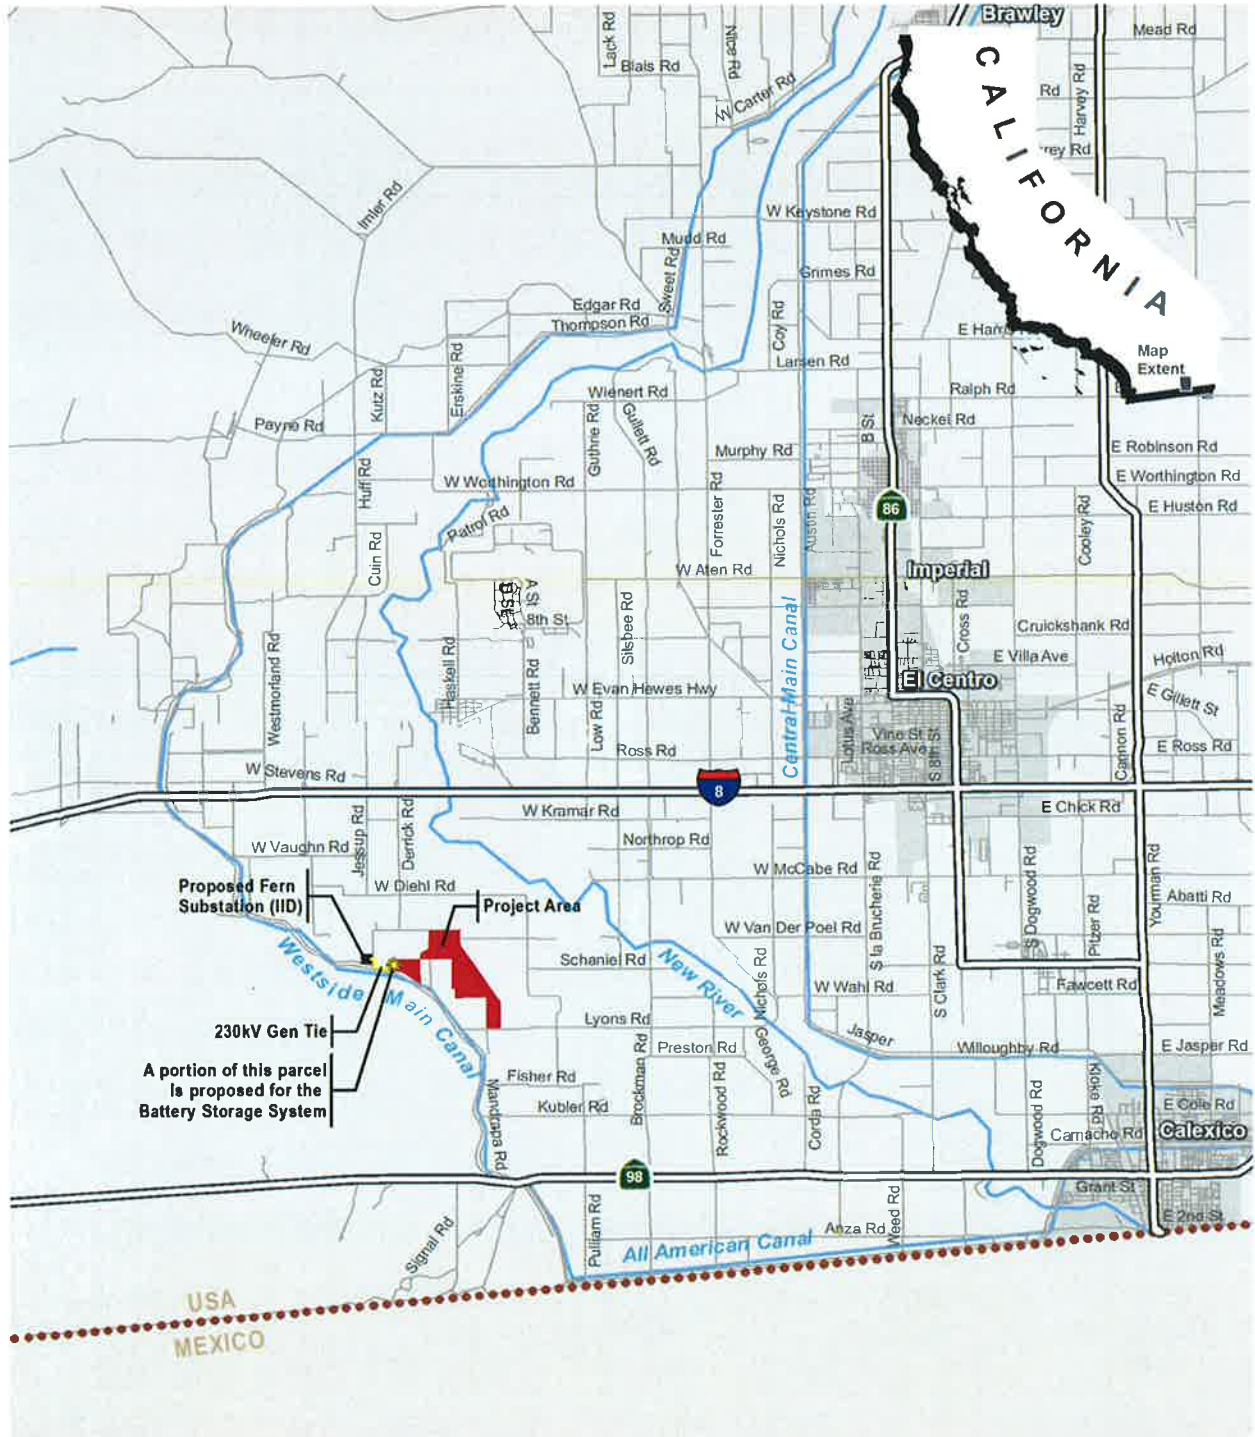 Brawley
Mead Rd
Lack Rd
Nice Rd
Blais Rd
W Carter Rd
Rd
Harvey Rd
rrey Rd
CALIFORNIA
Imler Rd
W Keystone Rd
Mudd Rd
Sweet Rd
Grimes Rd
Edgar Rd
Thompson Rd
Coy Rd
Wheeler Rd
Erskine Rd
Kutz Rd
Larsen Rd
Map
Extent
Wienert Rd
Ralph Rd
Payne Rd
Guthrie Rd
Gullett Rd
B St
Neckel Rd
Murphy Rd
E Robinson Rd
W Worthington Rd
E Worthington Rd
Huff Rd
Forrester Rd
Nichols Rd
Austin Rd
86
E Huston Rd
Patrol Rd
Cooley Rd
Cuin Rd
W Aten Rd
Imperial
A St
D St
8th St
Silsbee Rd
Central Main Canal
Cross Rd
Cruickshank Rd
Westmorland Rd
Haskell Rd
E Villa Ave
Holton Rd
Bennett Rd
W Evan Hewes Hwy
El Centro
E Gillett St
Low Rd
Lotus Ave
Ross Rd
Vine St
Ross Ave
S 8th St
Cannon Rd
E Ross Rd
W Stevens Rd
8
W Kramar Rd
E Chick Rd
Jessup Rd
Derrick Rd
W Vaughn Rd
Northrop Rd
W McCabe Rd
S la Brucherie Rd
S Dogwood Rd
Yourman Rd
Proposed Fern
Substation (IID)
W Diehl Rd
Project Area
Abatti Rd
Pitzer Rd
W Van Der Poel Rd
Westside Main Canal
Schaniel Rd
New River
Nichols Rd
S Clark Rd
Meadows Rd
W Wahl Rd
Fawcett Rd
230kV Gen Tie
Lyons Rd
Jasper
Willoughby Rd
E Jasper Rd
Preston Rd
George Rd
A portion of this parcel
Is proposed for the
Battery Storage System
Fisher Rd
Mandrapa Rd
Brockman Rd
Rockwood Rd
Corda Rd
Dogwood Rd
Kloke Rd
Kubler Rd
E Cole Rd
Camacho Rd
Calexico
98
Grant St
Signal Rd
Pulliam Rd
Anza Rd
Weed Rd
E 2nd St
All American Canal
USA
MEXICO